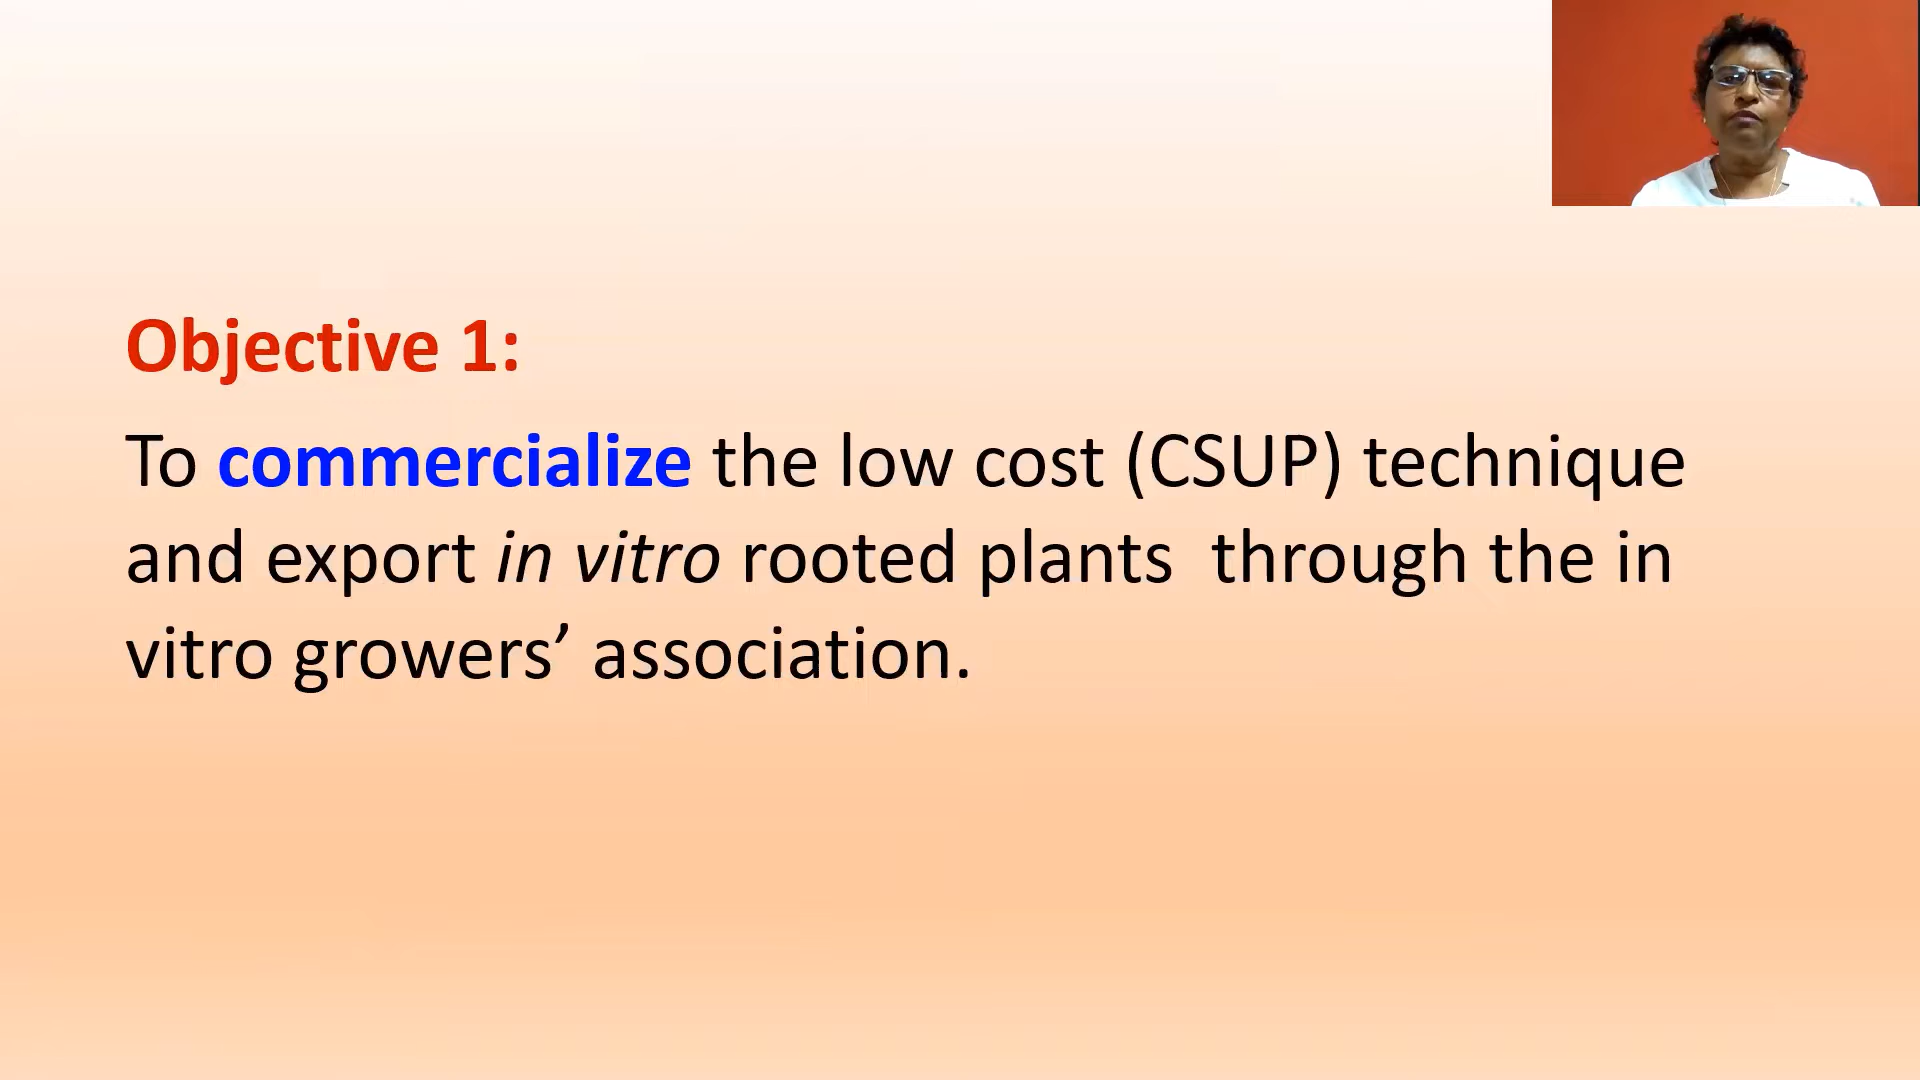 Objective 1:
To commercialize the low cost (CSUP) technique
and export in vitro rooted plants  through the in
vitro growers’ association.